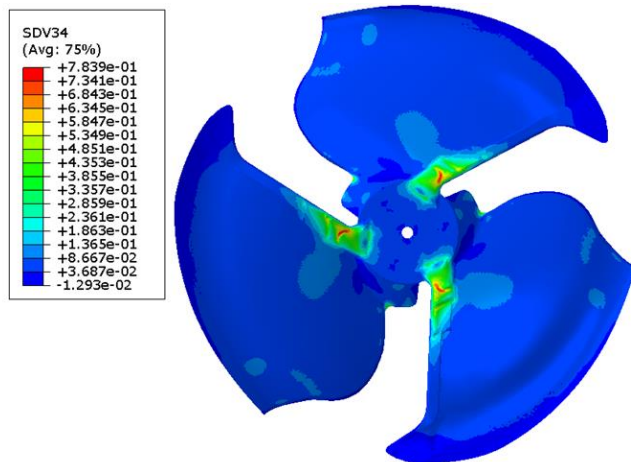 SDV34
(Avg: 75%)
+7.839e-01
+7.341e-01
+6.843e-01
+6.345e-01
+5.847e-01
+5.349e-01
+4.851e-01
+4.353e-01
+3.855e-01
+3.357e-01
+2.859e-01
+2.361e-01
+1.863e-01
+1.365e-01
+8.667e-02
+3.687e-02
-1.293e-02